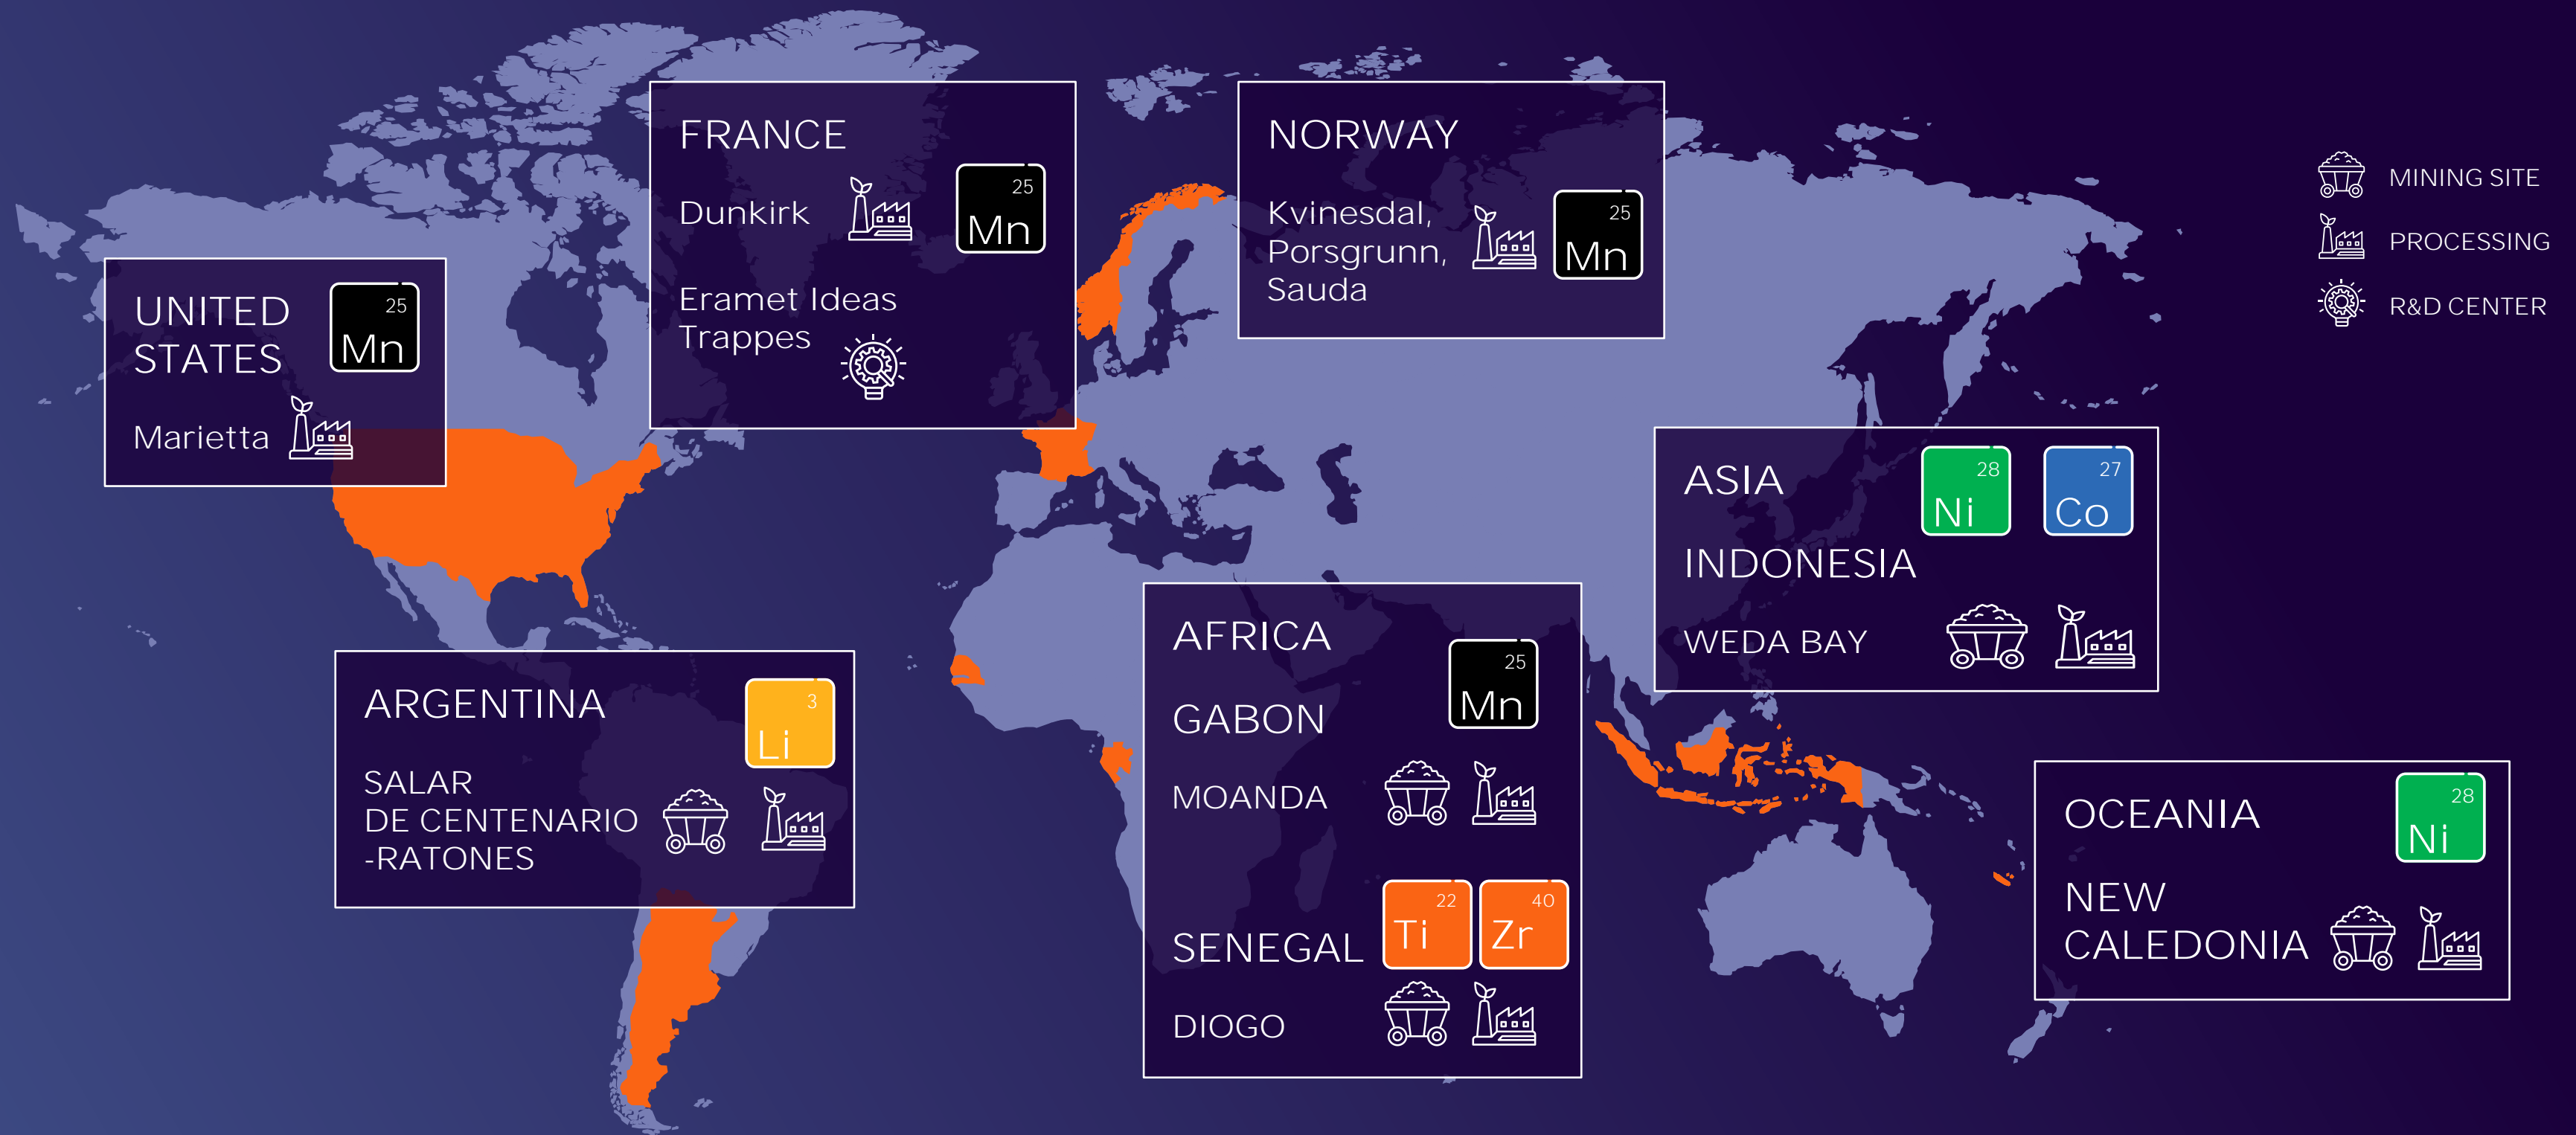 FRANCE
25
Mn
Dunkirk
Eramet Ideas
Trappes
NORWAY
25
Mn
Kvinesdal,
Porsgrunn,
Sauda
MINING SITE
PROCESSING
R&D CENTER
UNITED
STATES
25
Mn
Marietta
ASIA
28
Ni
27
Co
INDONESIA
WEDA BAY
AFRICA
25
Mn
GABON
MOANDA
22
Ti
40
Zr
SENEGAL
DIOGO
ARGENTINA
3
Li
SALAR
DE CENTENARIO
-RATONES
OCEANIA
28
Ni
NEW
CALEDONIA